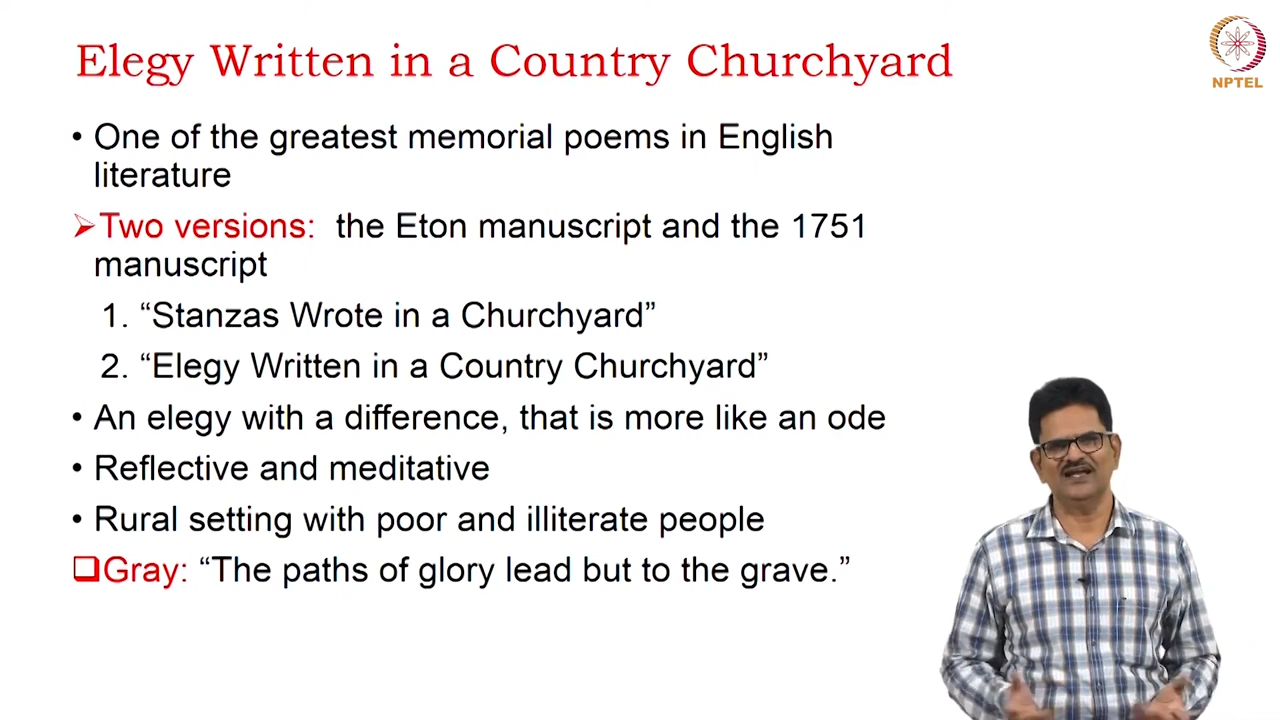 Elegy Written in a Country Churchyard
NPTEL
• One of the greatest memorial poems in English
literature
➢Two versions: the Eton manuscript and the 1751
manuscript
1. “Stanzas Wrote in a Churchyard”
2. “Elegy Written in a Country Churchyard”
• An elegy with a difference, that is more like an ode
• Reflective and meditative
• Rural setting with poor and illiterate people
❑Gray: “The paths of glory lead but to the grave.”